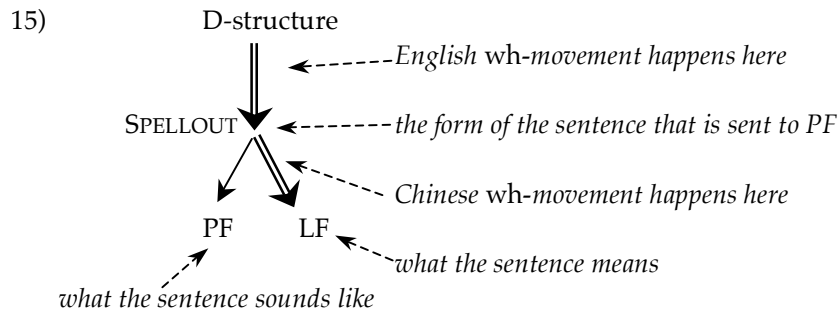 15) D-structure
English wh-movement happens here
SPELLOUT the form of the sentence that is sent to PF
Chinese wh-movement happens here
PF LF
what the sentence means
what the sentence sounds like